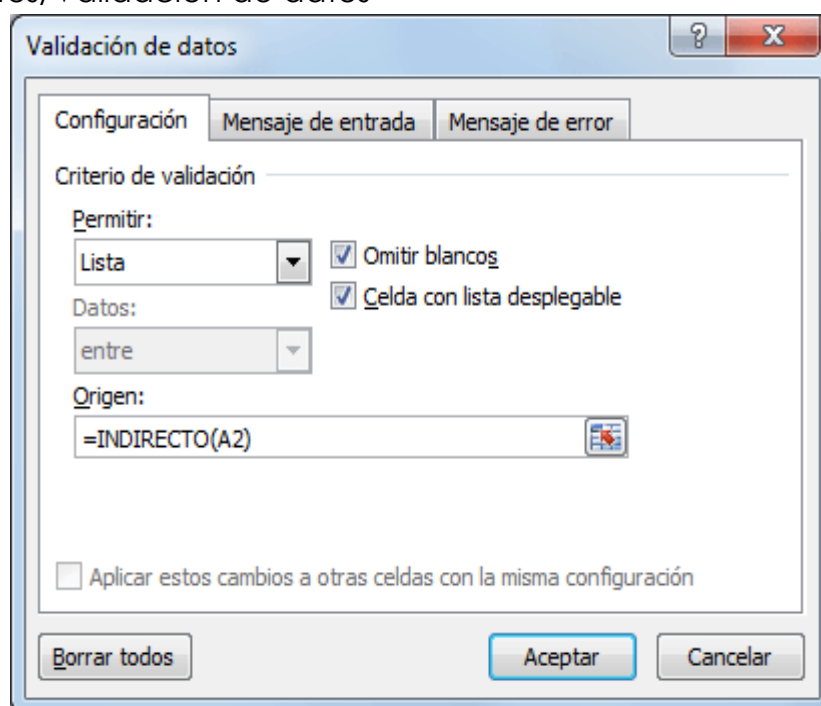 Validación de datos
Configuración Mensaje de entrada Mensaje de error
Criterio de validación
Permitir:
Lista
Omitir blancos
Datos:
Celda con lista desplegable
entre
Origen:
=INDIRECTO(A2)
Aplicar estos cambios a otras celdas con la misma configuración
Borrar todos Aceptar Cancelar